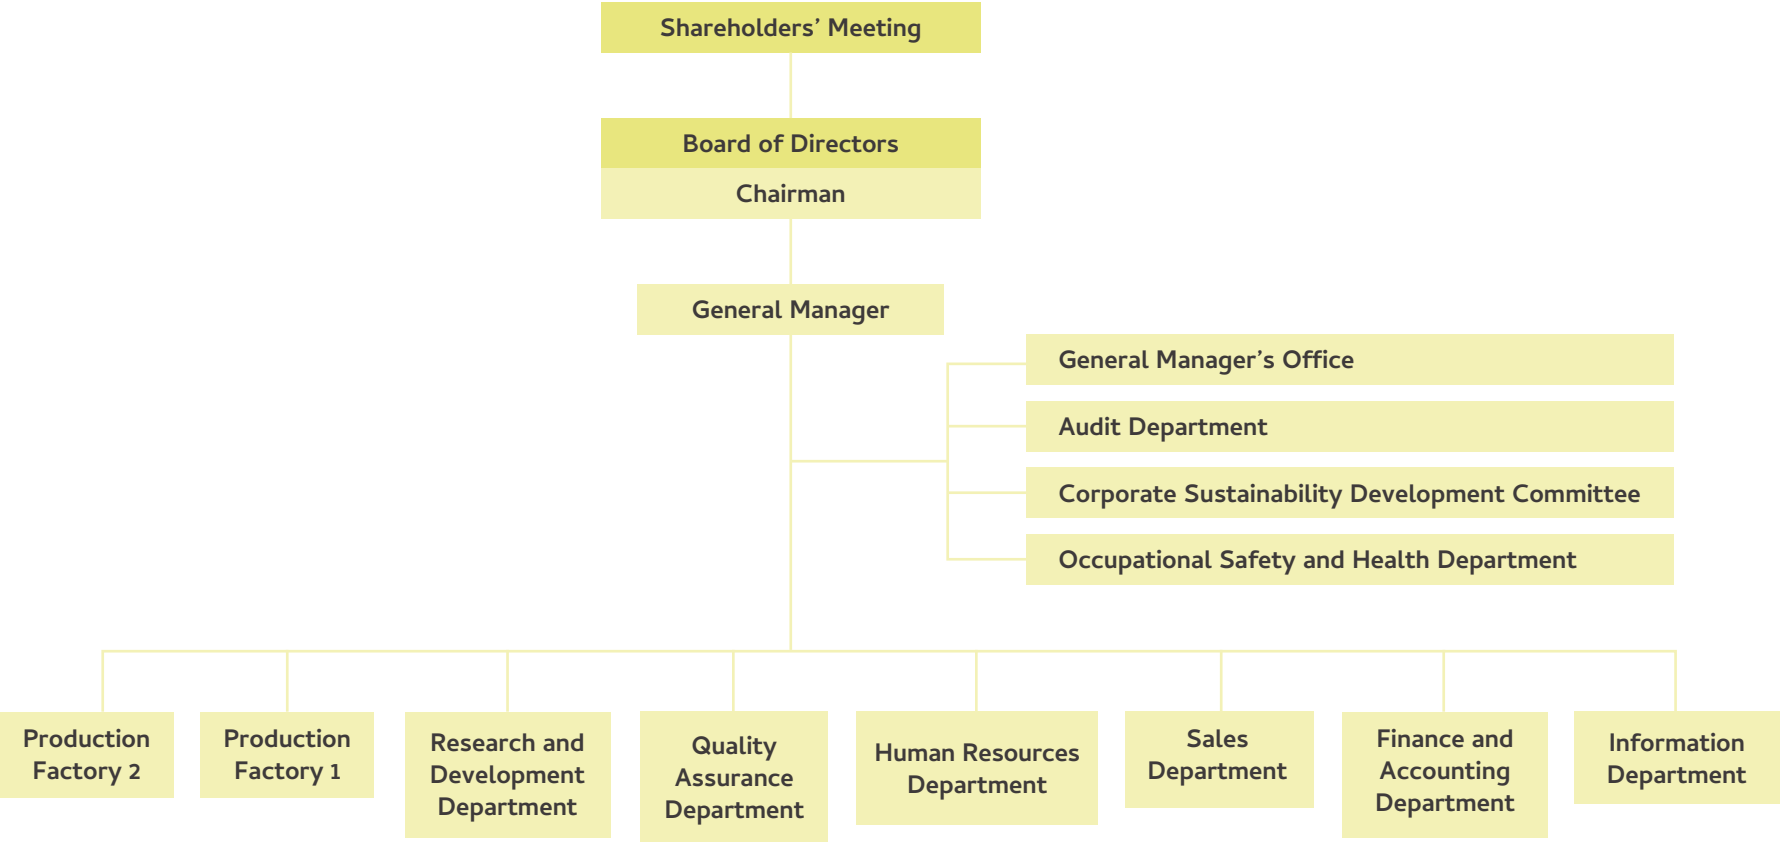 Shareholders’ Meeting
Board of Directors
Chairman
General Manager
General Manager’s Office
Audit Department
Corporate Sustainability Development Committee
Occupational Safety and Health Department
Production
Factory 2
Production
Factory 1
Research and
Development
Department
Quality
Assurance
Department
Human Resources
Department
Sales
Department
Finance and
Accounting
Department
Information
Department